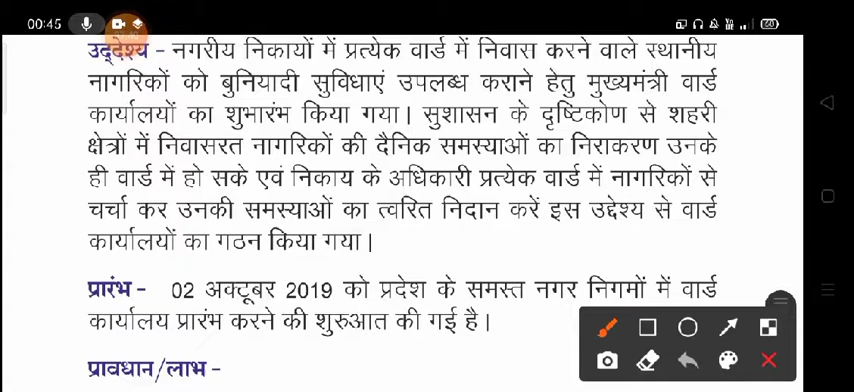 00:45
उद्देश्य – नगरीय निकायों में प्रत्येक वार्ड में निवास करने वाले स्थानीय
नागरिकों को बुनियादी सुविधाएं उपलब्ध कराने हेतु मुख्यमंत्री वार्ड
कार्यालयों का शुभारंभ किया गया। सुशासन के दृष्टिकोण से शहरी
क्षेत्रों में निवासरत नागरिकों की दैनिक समस्याओं का निराकरण उनके
ही वार्ड में हो सके एवं निकाय के अधिकारी प्रत्येक वार्ड में नागरिकों से
चर्चा कर उनकी समस्याओं का त्वरित निदान करें इस उद्देश्य से वार्ड
कार्यालयों का गठन किया गया।
प्रारंभ – 02 अक्टूबर 2019 को प्रदेश के समस्त नगर निगमों में वार्ड
कार्यालय प्रारंभ करने की शुरुआत की गई है।
प्रावधान/लाभ –